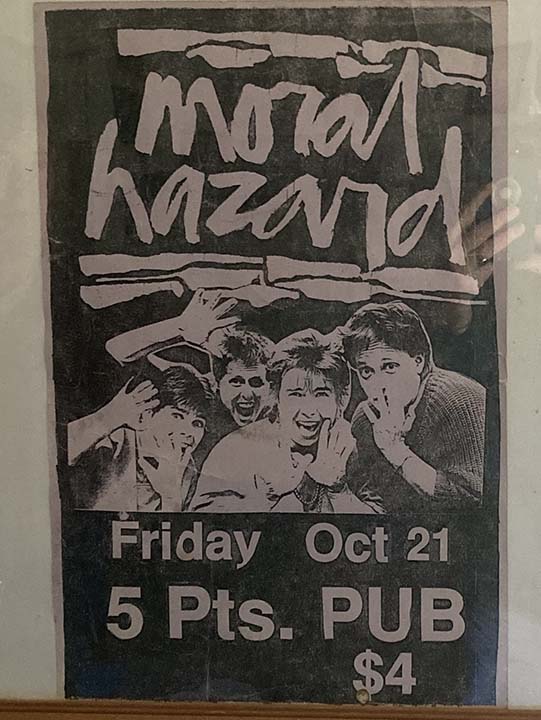 moral
hazard
Friday Oct 21
5 Pts. PUB
$4